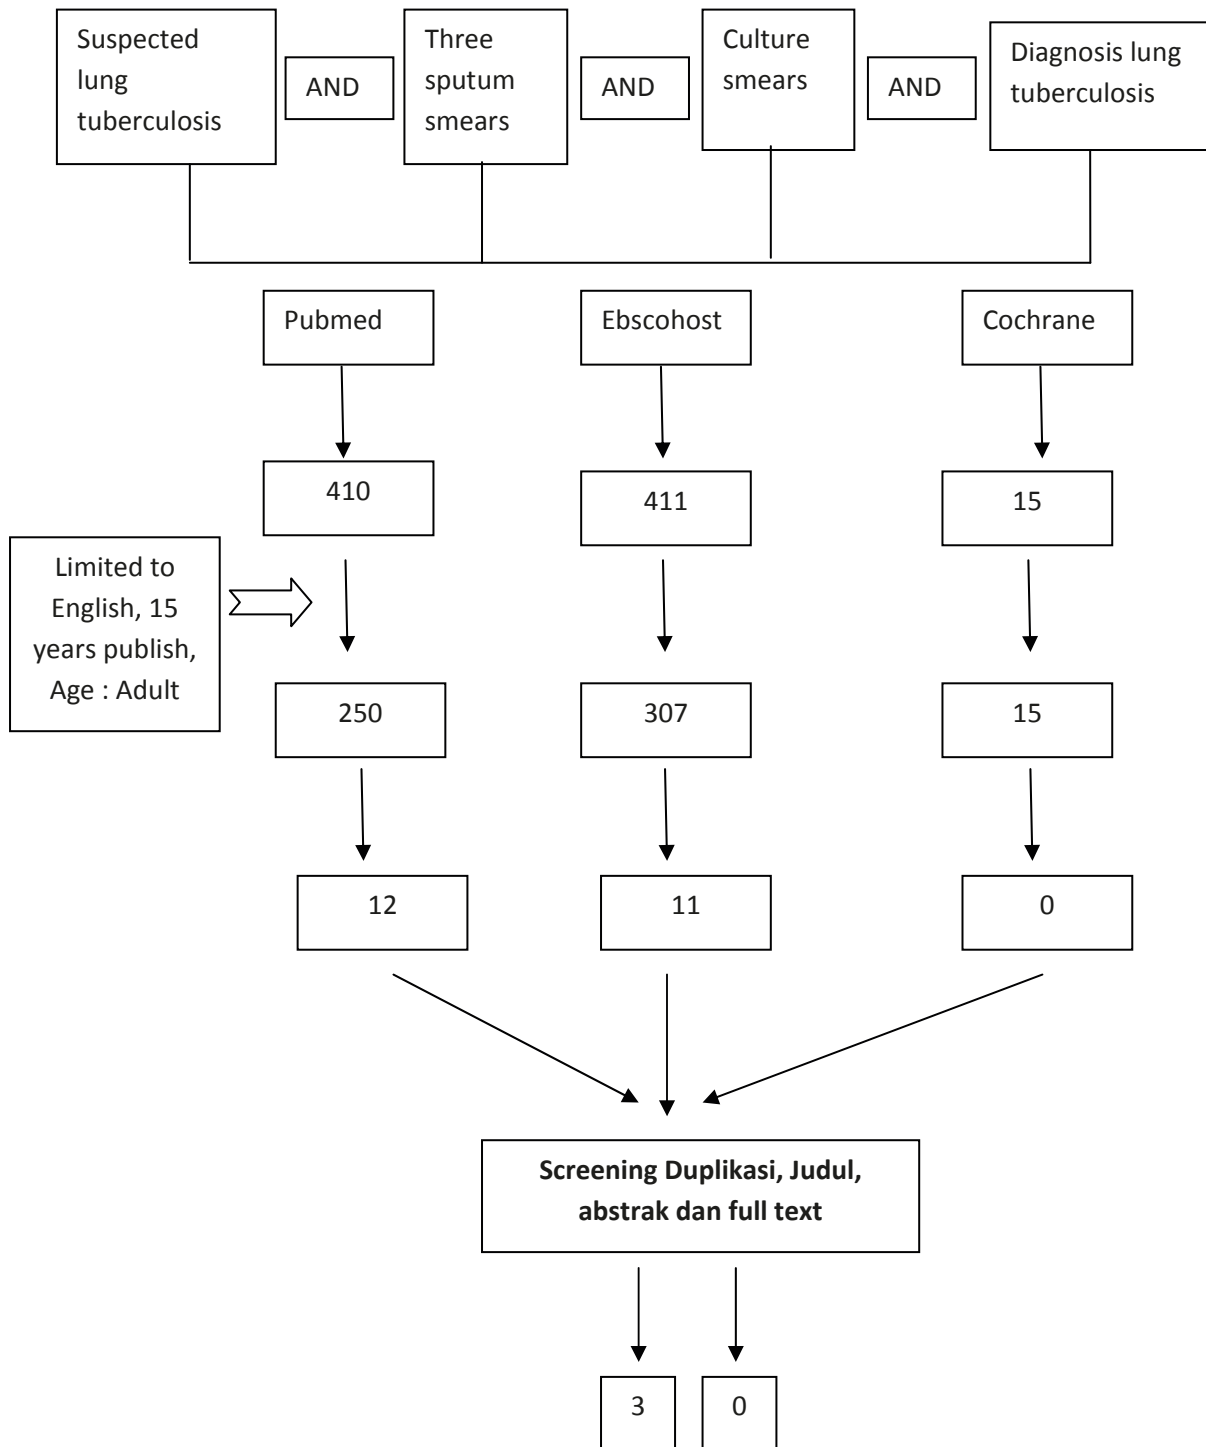 Suspected
lung
tuberculosis
AND
Three
sputum
smears
AND
Culture
smears
AND
Diagnosis lung
tuberculosis
Pubmed
Ebscohost
Cochrane
410
411
15
Limited to
English, 15
years publish,
Age : Adult
250
307
15
12
11
0
Screening Duplikasi, Judul,
abstrak dan full text
3
0